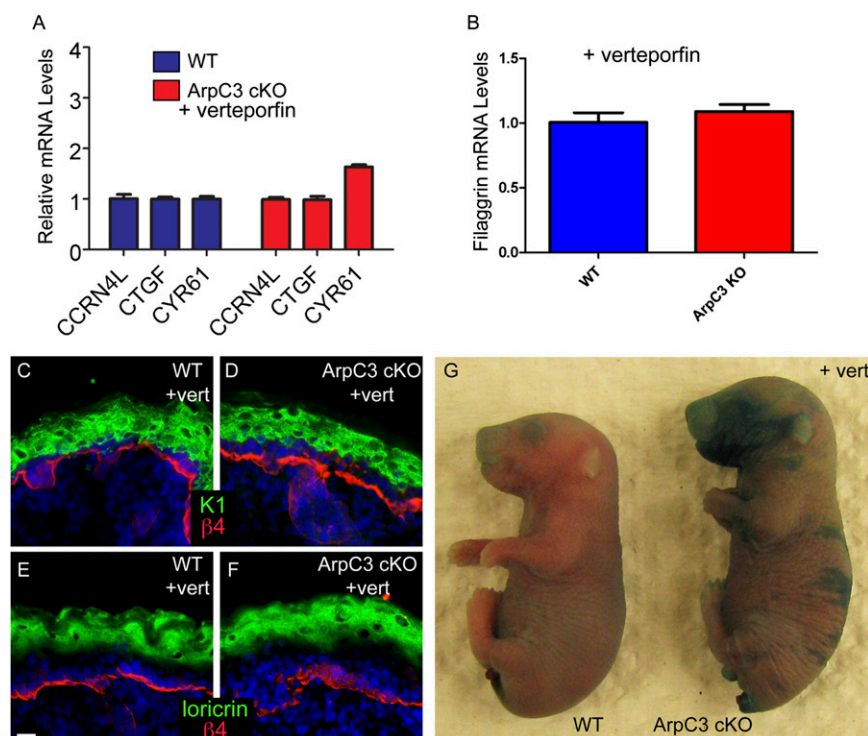 A
Relative mRNA Levels
4
3
2
1
0
WT
ArpC3 cKO
+ verteporfin
CCRN4L
CTGF
CYR61
CCRN4L
CTGF
CYR61
B
Filaggrin mRNA Levels
1.5
1.0
0.5
0.0
+ verteporfin
WT
ArpC3 KO
C
WT
+vert
D
ArpC3 cKO
+vert
K1
β4
E
WT
+vert
F
ArpC3 cKO
+vert
loricrin
β4
G
+ vert
WT
ArpC3 cKO